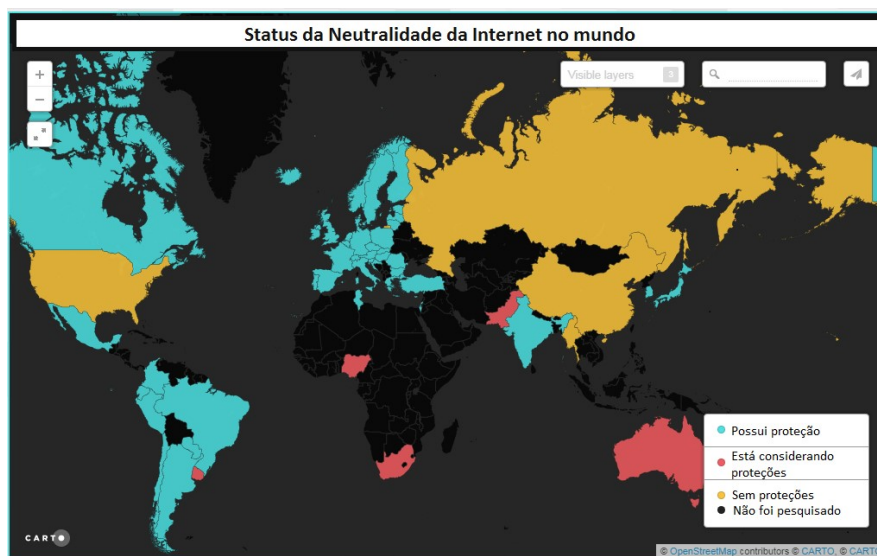 Status da Neutralidade da Internet no mundo
+
Visible layers 3
−
Possui proteção
Está considerando
proteções
Sem proteções
Não foi pesquisado
CARTO
© OpenStreetMap contributors © CARTO, © CARTO